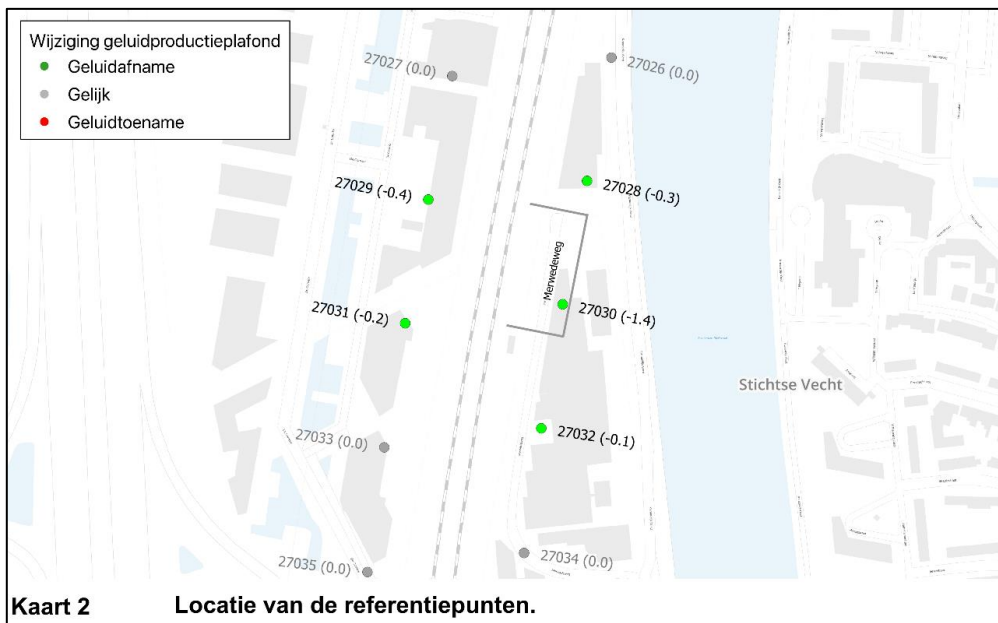 Wijziging geluidproductieplafond
Geluidafname
Gelijk
Geluidtoename
27027 (0.0)
27026 (0.0)
27029 (-0.4)
27028 (-0.3)
Merwedeweg
27031 (-0.2)
27030 (-1.4)
Stichtse Vecht
27033 (0.0)
27032 (-0.1)
27035 (0.0)
27034 (0.0)
Kaart 2 Locatie van de referentiepunten.